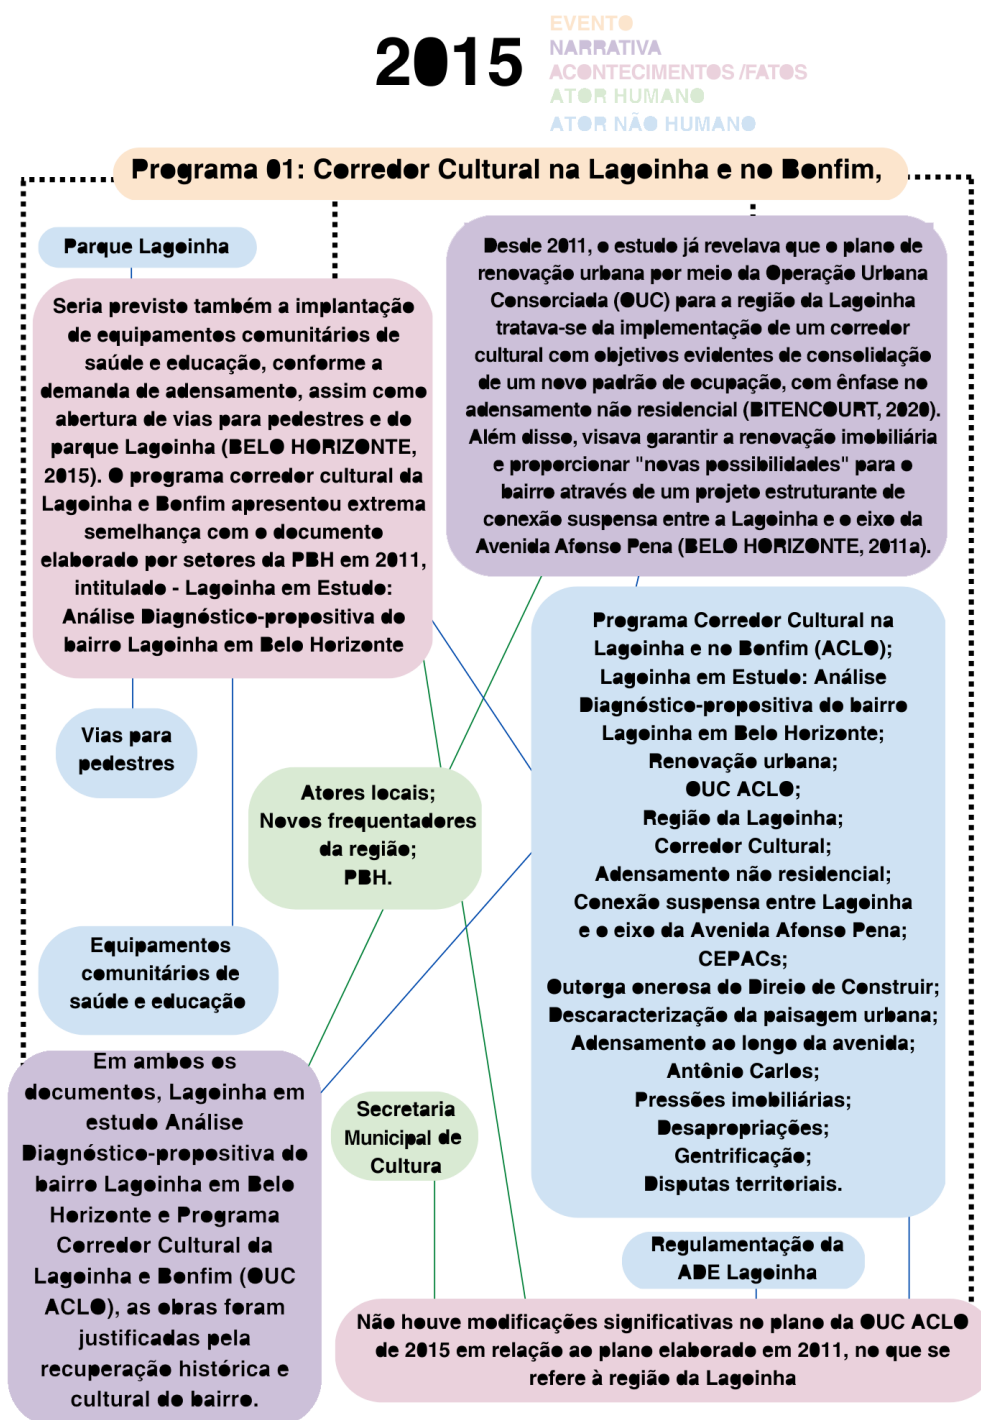 2015
EVENTO
NARRATIVA
ACONTECIMENTOS /FATOS
ATOR HUMANO
ATOR NÃO HUMANO
Programa 01: Corredor Cultural na Lagoinha e no Bonfim,
Parque Lagoinha
Seria previsto também a implantação
de equipamentos comunitários de
saúde e educação, conforme a
demanda de adensamento, assim como
abertura de vias para pedestres e do
parque Lagoinha (BELO HORIZONTE,
2015). O programa corredor cultural da
Lagoinha e Bonfim apresentou extrema
semelhança com o documento
elaborado por setores da PBH em 2011,
intitulado - Lagoinha em Estudo:
Análise Diagnóstico-propositiva do
bairro Lagoinha em Belo Horizonte
Desde 2011, o estudo já revelava que o plano de
renovação urbana por meio da Operação Urbana
Consorciada (OUC) para a região da Lagoinha
tratava-se da implementação de um corredor
cultural com objetivos evidentes de consolidação
de um novo padrão de ocupação, com ênfase no
adensamento não residencial (BITENCOURT, 2020).
Além disso, visava garantir a renovação imobiliária
e proporcionar "novas possibilidades" para o
bairro através de um projeto estruturante de
conexão suspensa entre a Lagoinha e o eixo da
Avenida Afonso Pena (BELO HORIZONTE, 2011a).
Vias para
pedestres
Atores locais;
Novos frequentadores
da região;
PBH.
Programa Corredor Cultural na
Lagoinha e no Bonfim (ACLO);
Lagoinha em Estudo: Análise
Diagnóstico-propositiva do bairro
Lagoinha em Belo Horizonte;
Renovação urbana;
OUC ACLO;
Região da Lagoinha;
Corredor Cultural;
Adensamento não residencial;
Conexão suspensa entre Lagoinha
e o eixo da Avenida Afonso Pena;
CEPACs;
Outorga onerosa do Direio de Construir;
Descaracterização da paisagem urbana;
Adensamento ao longo da avenida;
Antônio Carlos;
Pressões imobiliárias;
Desapropriações;
Gentrificação;
Disputas territoriais.
Equipamentos
comunitários de
saúde e educação
Em ambos os
documentos, Lagoinha em
estudo Análise
Diagnóstico-propositiva do
bairro Lagoinha em Belo
Horizonte e Programa
Corredor Cultural da
Lagoinha e Bonfim (OUC
ACLO), as obras foram
justificadas pela
recuperação histórica e
cultural do bairro.
Secretaria
Municipal de
Cultura
Regulamentação da
ADE Lagoinha
Não houve modificações significativas no plano da OUC ACLO
de 2015 em relação ao plano elaborado em 2011, no que se
refere à região da Lagoinha